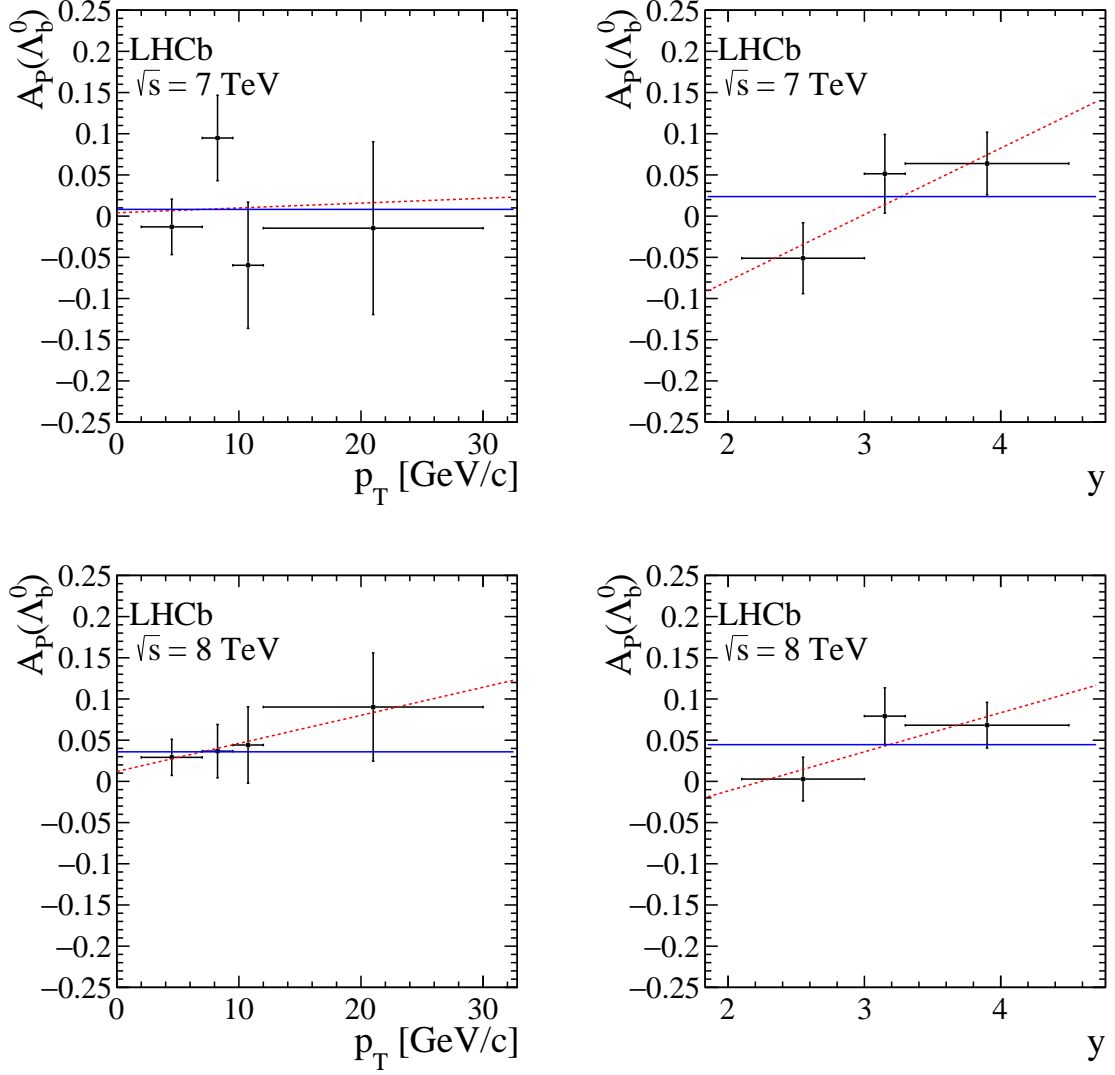 A_P(Λ_b^0)
0.25
0.2
0.15
0.1
0.05
0
−0.05
−0.1
−0.15
−0.2
−0.25
LHCb
√s = 7 TeV
0 10 20 30
p_T [GeV/c]
A_P(Λ_b^0)
0.25
0.2
0.15
0.1
0.05
0
−0.05
−0.1
−0.15
−0.2
−0.25
LHCb
√s = 7 TeV
2 3 4
y
A_P(Λ_b^0)
0.25
0.2
0.15
0.1
0.05
0
−0.05
−0.1
−0.15
−0.2
−0.25
LHCb
√s = 8 TeV
0 10 20 30
p_T [GeV/c]
A_P(Λ_b^0)
0.25
0.2
0.15
0.1
0.05
0
−0.05
−0.1
−0.15
−0.2
−0.25
LHCb
√s = 8 TeV
2 3 4
y